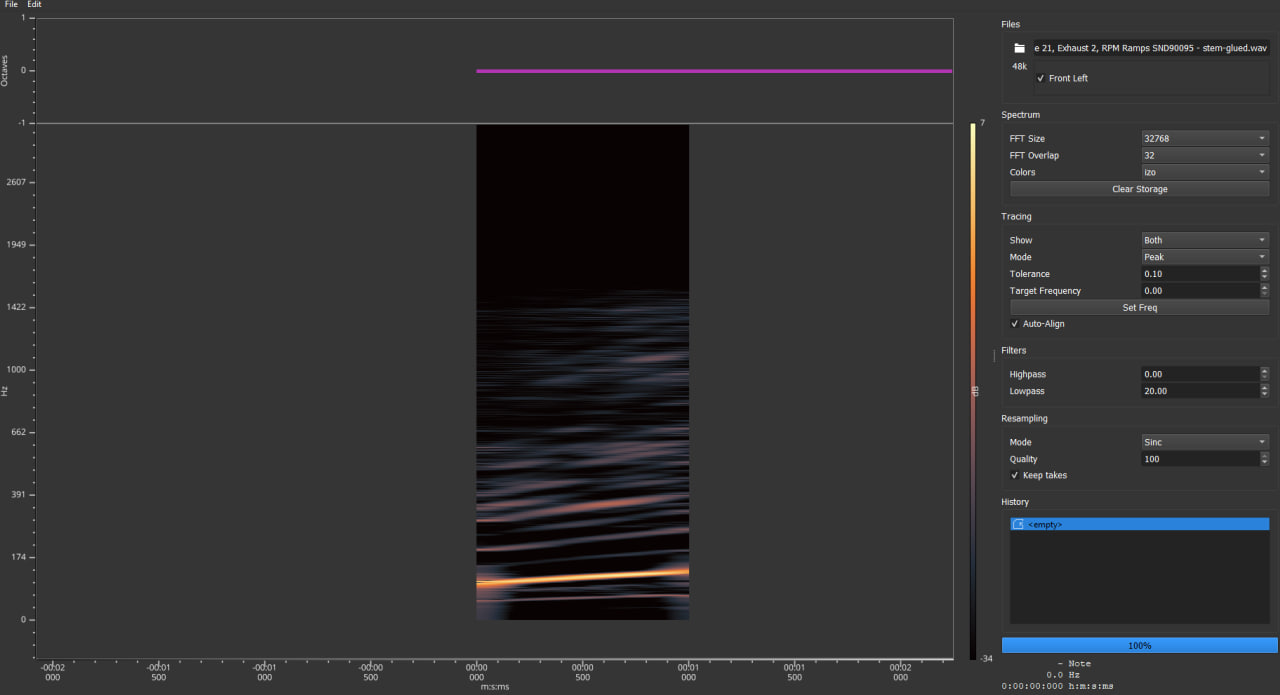 File Edit
Octaves
1
0
-1
2607
1949
1422
1000
Hz
662
391
174
0
-00:02 000
-00:01 500
-00:01 000
-00:00 500
00:00 000
00:00 500
00:01 000
00:01 500
00:02 000
m:s:ms
7
dB
-34
Files
e 21, Exhaust 2, RPM Ramps SND90095 - stem-glued.wav
48k
Front Left
Spectrum
FFT Size 32768
FFT Overlap 32
Colors izo
Clear Storage
Tracing
Show Both
Mode Peak
Tolerance 0.10
Target Frequency 0.00
Set Freq
Auto-Align
Filters
Highpass 0.00
Lowpass 20.00
Resampling
Mode Sinc
Quality 100
Keep takes
History
<empty>
100%
- Note
0.0 Hz
0:00:00:000 h:m:s:ms